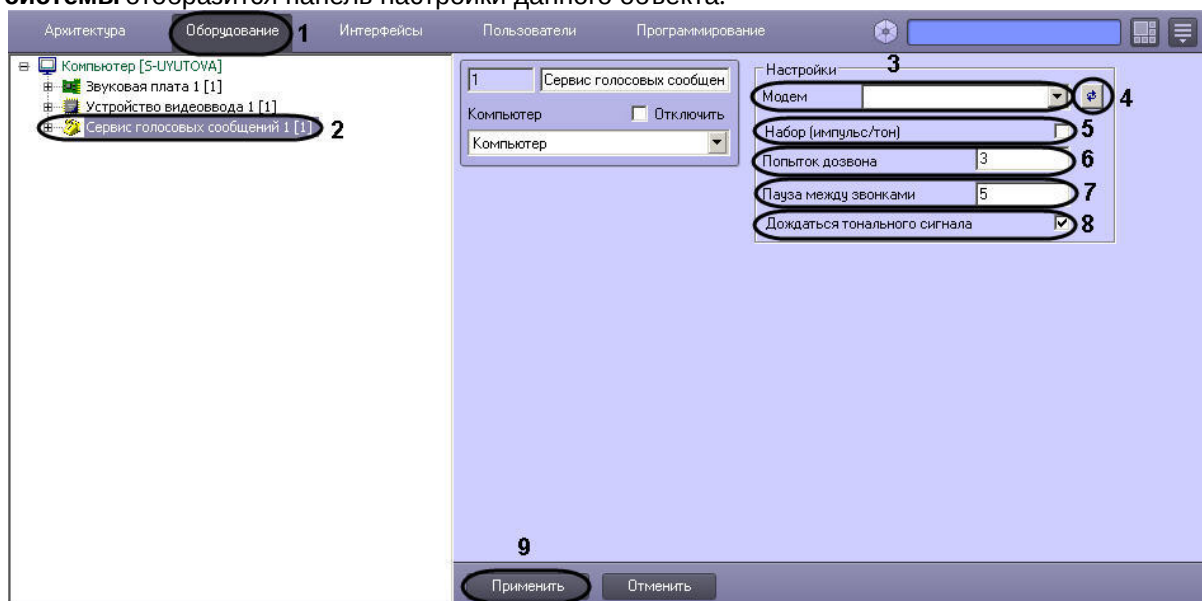 системы отобразится панель настройки данного объекта.
Архитектура Оборудование 1 Интерфейсы Пользователи Программирование
Компьютер [S-UYUTOVA]
Звуковая плата 1 [1]
Устройство видеоввода 1 [1]
Сервис голосовых сообщений 1 [1] 2
1 Сервис голосовых сообщен
Компьютер Отключить
Компьютер
Настройки 3
Модем 4
Набор (импульс/тон) 5
Попыток дозвона 3 6
Пауза между звонками 5 7
Дождаться тонального сигнала 8
9
Применить Отменить